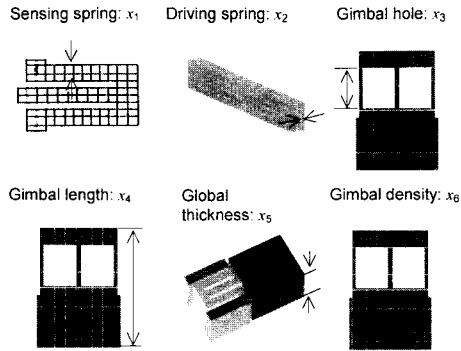 Sensing spring: x₁
Driving spring: x₂
Gimbal hole: x₃
Gimbal length: x₄
Global
thickness: x₅
Gimbal density: x₆